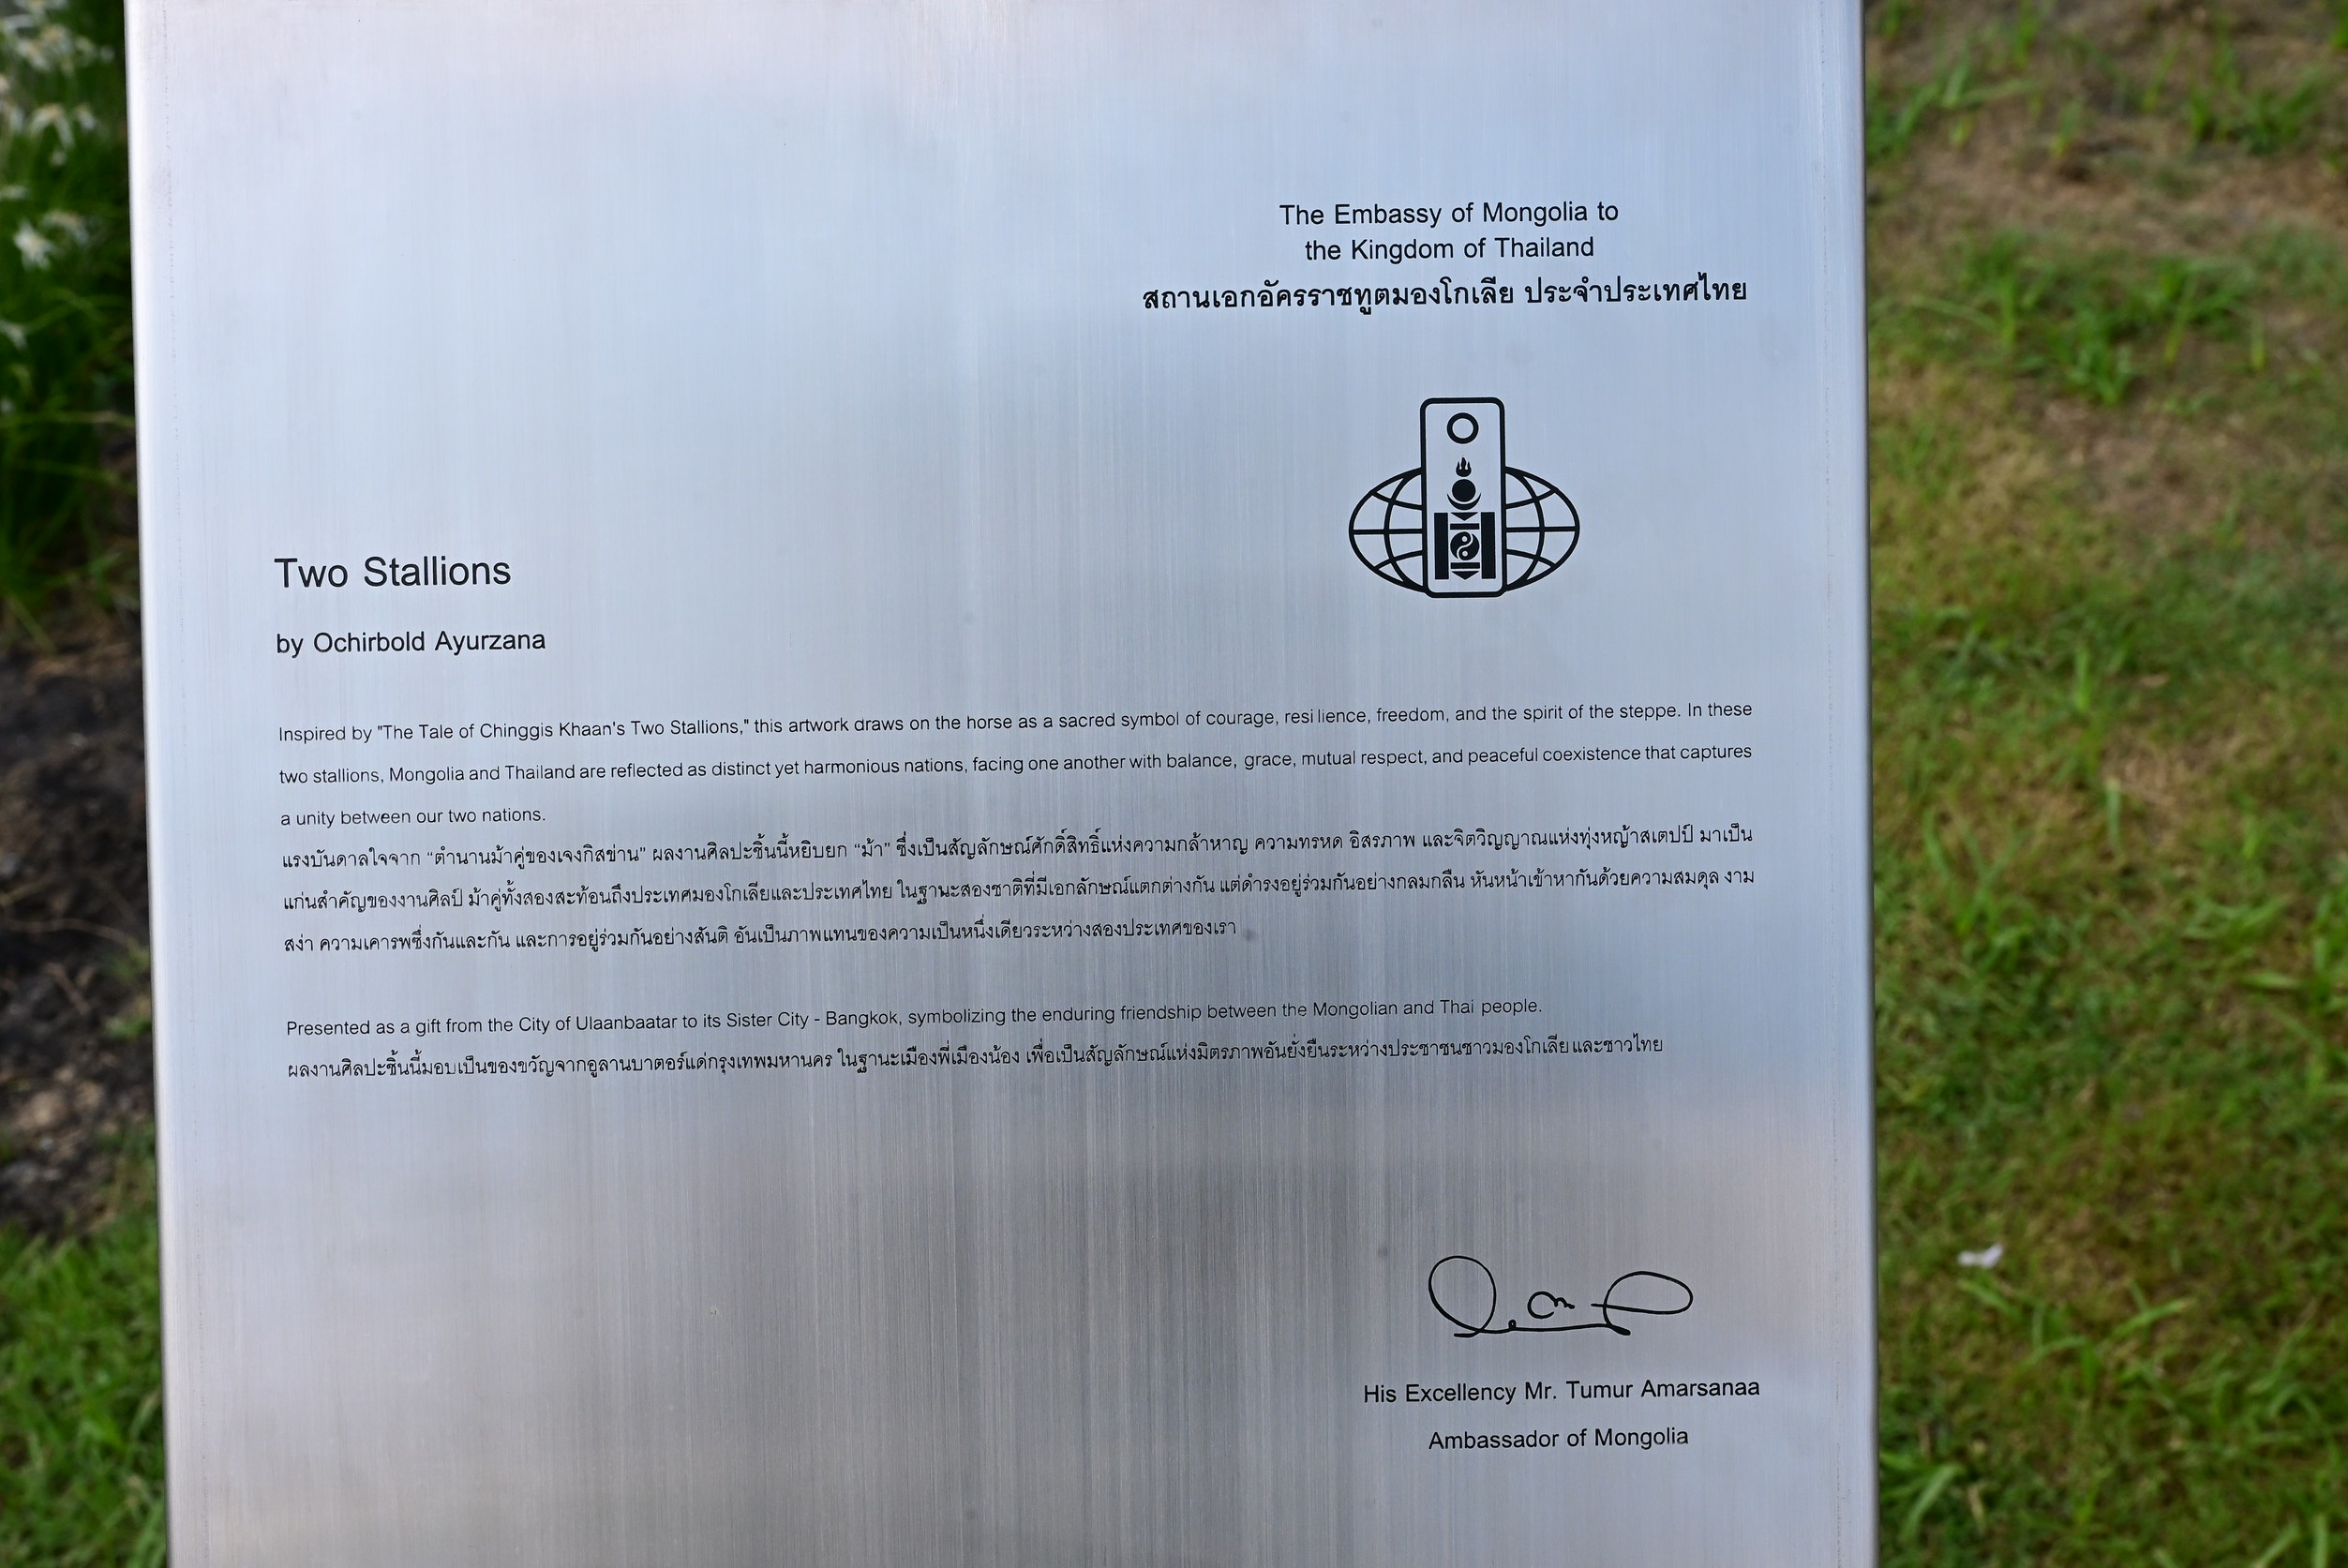 The Embassy of Mongolia to
the Kingdom of Thailand
สถานเอกอัครราชทูตมองโกเลีย ประจำประเทศไทย
Two Stallions
by Ochirbold Ayurzana
Inspired by "The Tale of Chinggis Khaan's Two Stallions," this artwork draws on the horse as a sacred symbol of courage, resilience, freedom, and the spirit of the steppe. In these
two stallions, Mongolia and Thailand are reflected as distinct yet harmonious nations, facing one another with balance, grace, mutual respect, and peaceful coexistence that captures
a unity between our two nations.
แรงบันดาลใจจาก “ตำนานม้าคู่ของเจงกิสข่าน” ผลงานศิลปะชิ้นนี้หยิบยก “ม้า” ซึ่งเป็นสัญลักษณ์ศักดิ์สิทธิ์แห่งความกล้าหาญ ความทรหด อิสรภาพ และจิตวิญญาณแห่งทุ่งหญ้าสเตปป์ มาเป็น
แก่นสำคัญของงานศิลป์ ม้าคู่ทั้งสองสะท้อนถึงประเทศมองโกเลียและประเทศไทย ในฐานะสองชาติที่มีเอกลักษณ์แตกต่างกัน แต่ดำรงอยู่ร่วมกันอย่างกลมกลืน หันหน้าเข้าหากันด้วยความสมดุล งาม
สง่า ความเคารพซึ่งกันและกัน และการอยู่ร่วมกันอย่างสันติ อันเป็นภาพแทนของความเป็นหนึ่งเดียวระหว่างสองประเทศของเรา
Presented as a gift from the City of Ulaanbaatar to its Sister City - Bangkok, symbolizing the enduring friendship between the Mongolian and Thai people.
ผลงานศิลปะชิ้นนี้มอบเป็นของขวัญจากอูลานบาตอร์แด่กรุงเทพมหานคร ในฐานะเมืองพี่เมืองน้อง เพื่อเป็นสัญลักษณ์แห่งมิตรภาพอันยั่งยืนระหว่างประชาชนชาวมองโกเลียและชาวไทย
His Excellency Mr. Tumur Amarsanaa
Ambassador of Mongolia